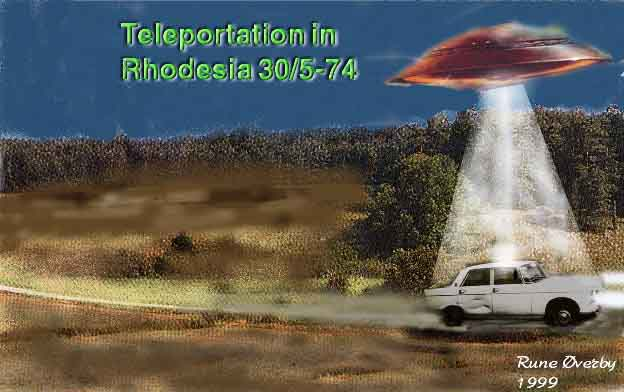 Teleportation in
Rhodesia 30/5-74
Rune Øverby
1999